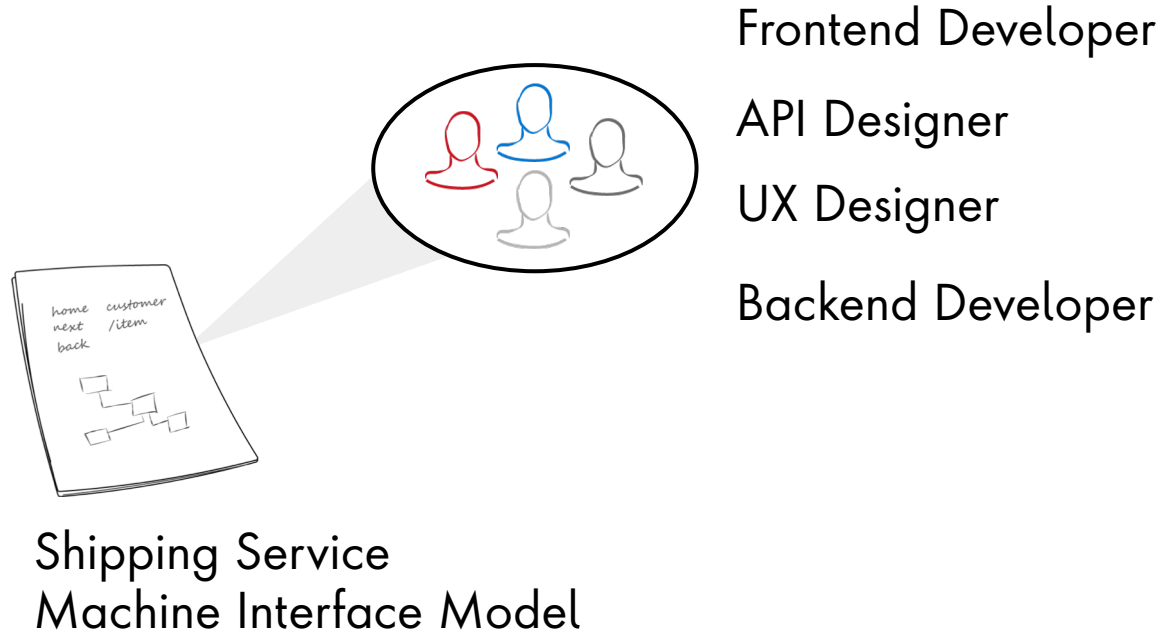 Frontend Developer
API Designer
UX Designer
Backend Developer
home customer
next /item
back
Shipping Service
Machine Interface Model